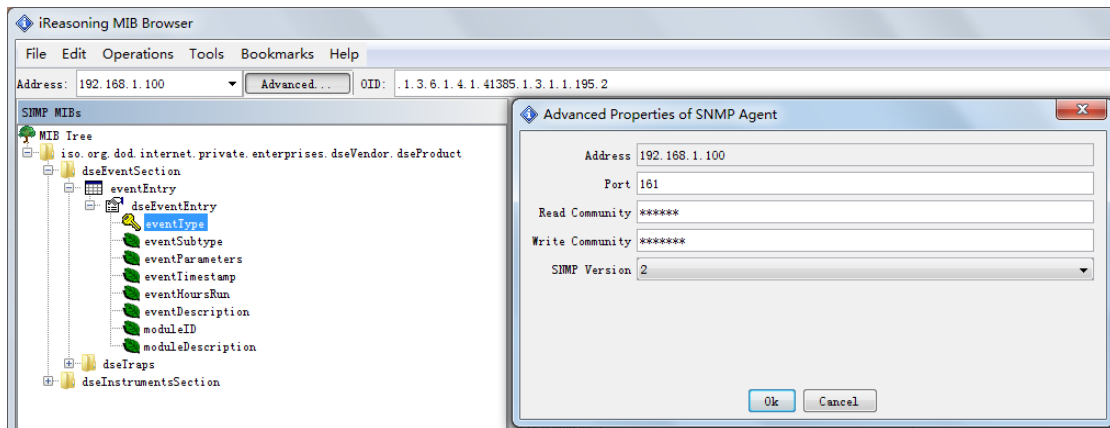 iReasoning MIB Browser
File Edit Operations Tools Bookmarks Help
Address: 192.168.1.100 Advanced... OID: .1.3.6.1.4.1.41385.1.3.1.1.195.2
SNMP MIBs
MIB Tree
iso.org.dod.internet.private.enterprises.dseVendor.dseProduct
dseEventSection
eventEntry
dseEventEntry
eventType
eventSubtype
eventParameters
eventTimestamp
eventHoursRun
eventDescription
moduleID
moduleDescription
dseTraps
dseInstrumentsSection
Advanced Properties of SNMP Agent
Address 192.168.1.100
Port 161
Read Community ******
Write Community *******
SNMP Version 2
Ok Cancel